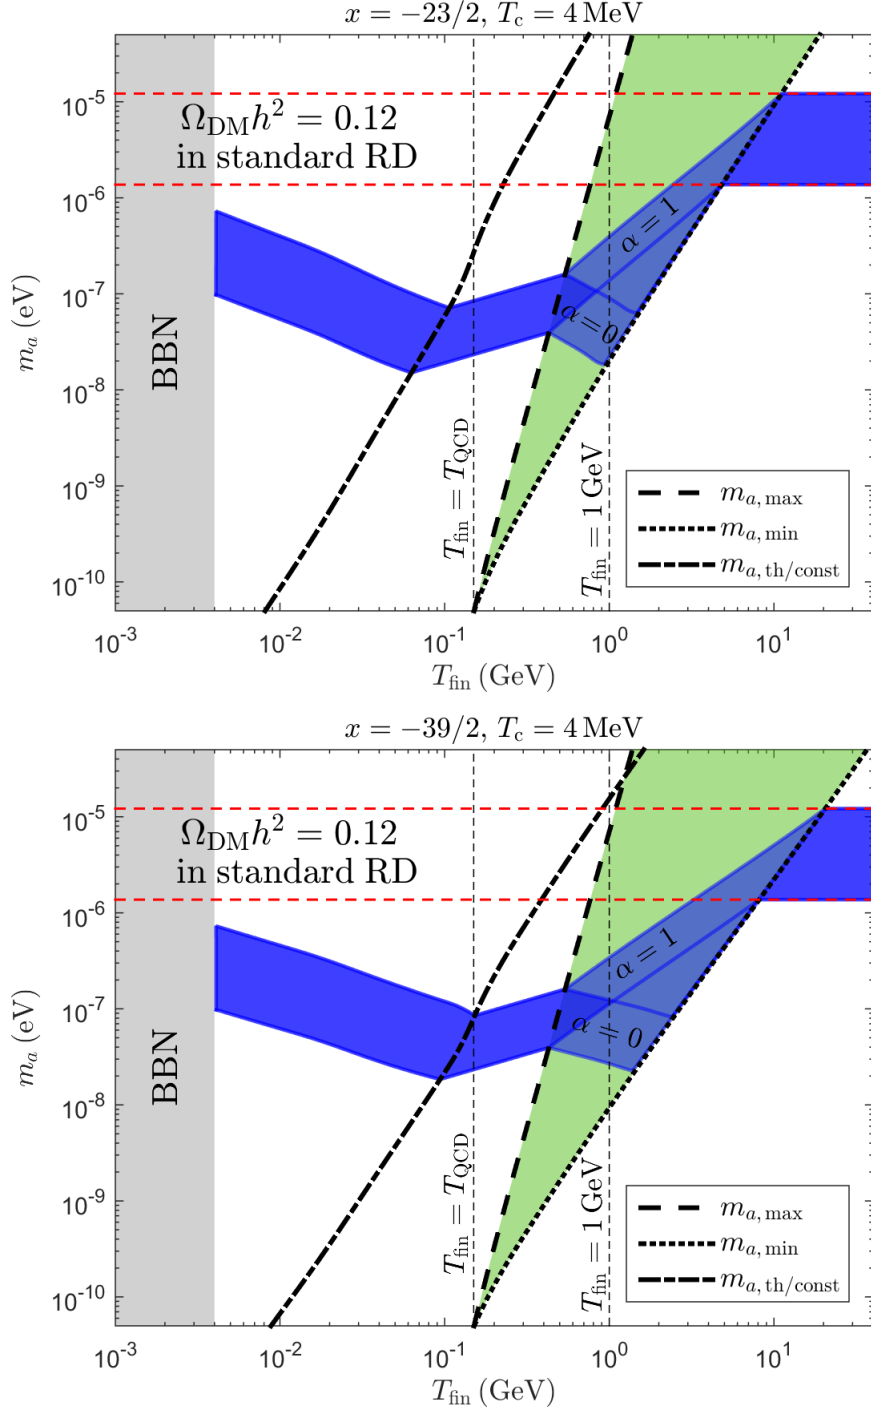 x = −23/2, T_c = 4 MeV
10^-5
10^-6
10^-7
10^-8
10^-9
10^-10
m_a (eV)
Ω_DM h^2 = 0.12
in standard RD
BBN
α = 1
α = 0
T_fin = T_QCD
T_fin = 1 GeV
m_a, max
m_a, min
m_a, th/const
10^-3 10^-2 10^-1 10^0 10^1
T_fin (GeV)
x = −39/2, T_c = 4 MeV
10^-5
10^-6
10^-7
10^-8
10^-9
10^-10
m_a (eV)
Ω_DM h^2 = 0.12
in standard RD
BBN
α = 1
α = 0
T_fin = T_QCD
T_fin = 1 GeV
m_a, max
m_a, min
m_a, th/const
10^-3 10^-2 10^-1 10^0 10^1
T_fin (GeV)